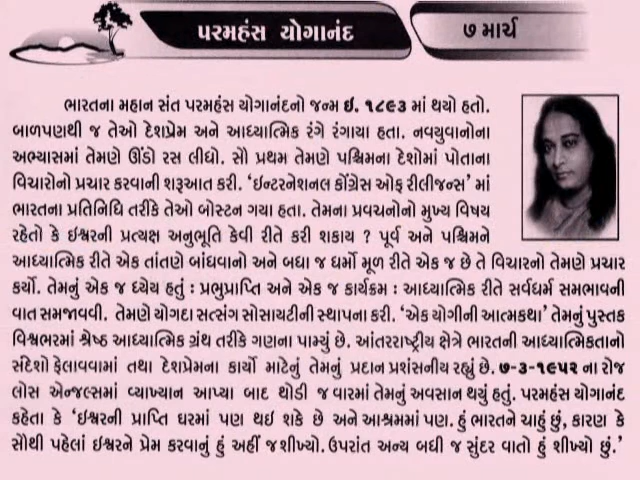 પરમહંસ યોગાનંદ
૭ માર્ચ
ભારતના મહાન સંત પરમહંસ યોગાનંદનો જન્મ ઇ. ૧૮૯૩ માં થયો હતો.
બાળપણથી જ તેઓ દેશપ્રેમ અને આધ્યાત્મિક રંગે રંગાયા હતા. નવયુવાનોના
અભ્યાસમાં તેમણે ઊંડો રસ લીધો. સૌ પ્રથમ તેમણે પશ્ચિમના દેશોમાં પોતાના
વિચારોનો પ્રચાર કરવાની શરૂઆત કરી. ‘ઇન્ટરનેશનલ કોંગ્રેસ ઓફ રીલીજન્સ’ માં
ભારતના પ્રતિનિધિ તરીકે તેઓ બોસ્ટન ગયા હતા. તેમના પ્રવચનોનો મુખ્ય વિષય
રહેતો કે ઇશ્વરની પ્રત્યક્ષ અનુભૂતિ કેવી રીતે કરી શકાય ? પૂર્વ અને પશ્ચિમને
આધ્યાત્મિક રીતે એક તાંતણે બાંધવાનો અને બધા જ ધર્મો મૂળ રીતે એક જ છે તે વિચારનો તેમણે પ્રચાર
કર્યો. તેમનું એક જ ધ્યેય હતું : પ્રભુપ્રાપ્તિ અને એક જ કાર્યક્રમ : આધ્યાત્મિક રીતે સર્વધર્મ સમભાવની
વાત સમજાવવી. તેમણે યોગદા સત્સંગ સોસાયટીની સ્થાપના કરી. ‘એક યોગીની આત્મકથા’ તેમનું પુસ્તક
વિશ્વભરમાં શ્રેષ્ઠ આધ્યાત્મિક ગ્રંથ તરીકે ગણના પામ્યું છે. આંતરરાષ્ટ્રીય ક્ષેત્રે ભારતની આધ્યાત્મિકતાનો
સંદેશો ફેલાવવામાં તથા દેશપ્રેમના કાર્યો માટેનું તેમનું પ્રદાન પ્રશંસનીય રહ્યું છે. ૭-૩-૧૯૫૨ ના રોજ
લોસ એન્જલ્સમાં વ્યાખ્યાન આપ્યા બાદ થોડી જ વારમાં તેમનું અવસાન થયું હતું. પરમહંસ યોગાનંદ
કહેતા કે ‘ઇશ્વરની પ્રાપ્તિ ઘરમાં પણ થઇ શકે છે અને આશ્રમમાં પણ. હું ભારતને ચાહું છું, કારણ કે
સૌથી પહેલાં ઇશ્વરને પ્રેમ કરવાનું હું અહીં જ શીખ્યો. ઉપરાંત અન્ય બધી જ સુંદર વાતો હું શીખ્યો છું.’